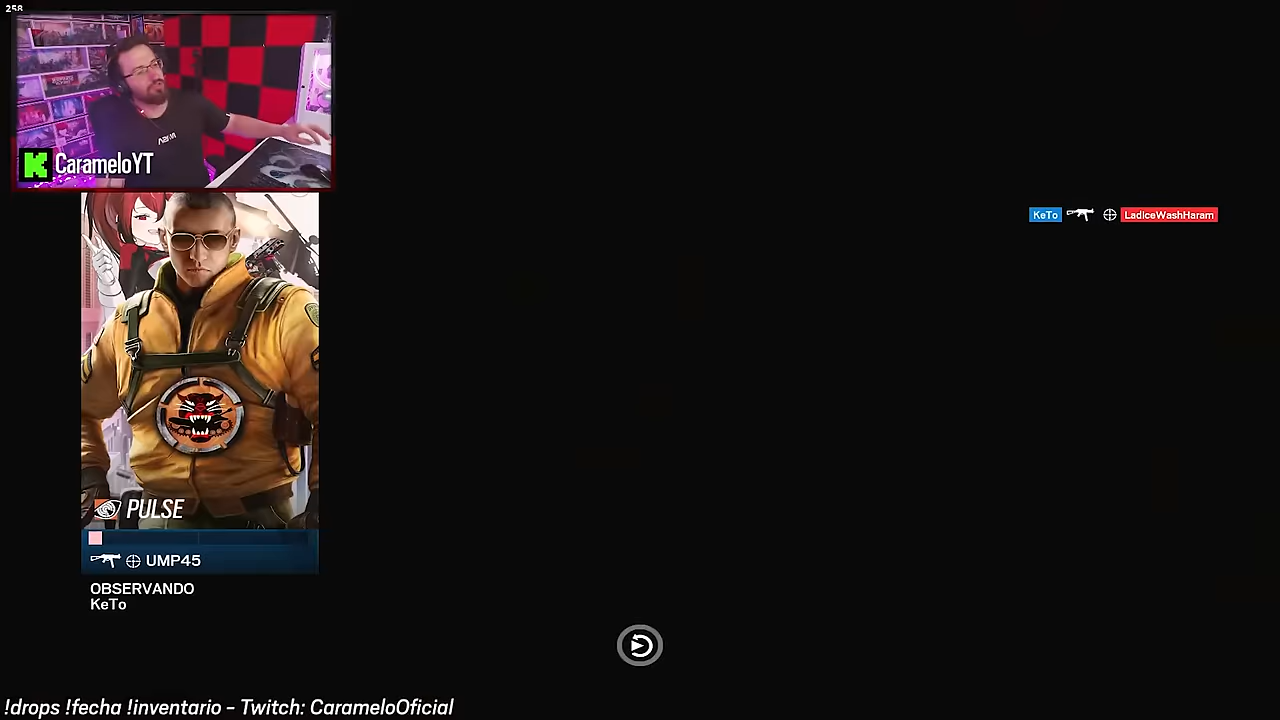 258
CarameloYT
KeTo LadiceWashHaram
PULSE
UMP45
OBSERVANDO
KeTo
!drops !fecha !inventario - Twitch: CarameloOficial